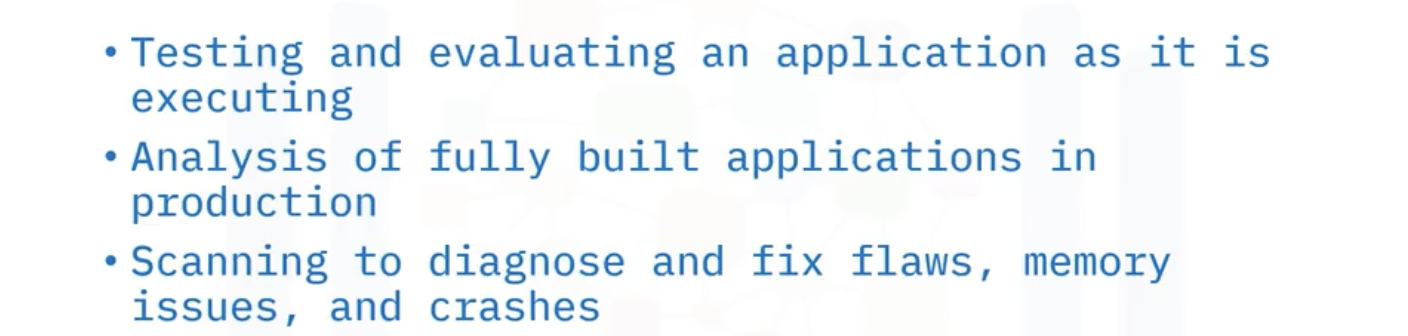 • Testing and evaluating an application as it is
executing
• Analysis of fully built applications in
production
• Scanning to diagnose and fix flaws, memory
issues, and crashes